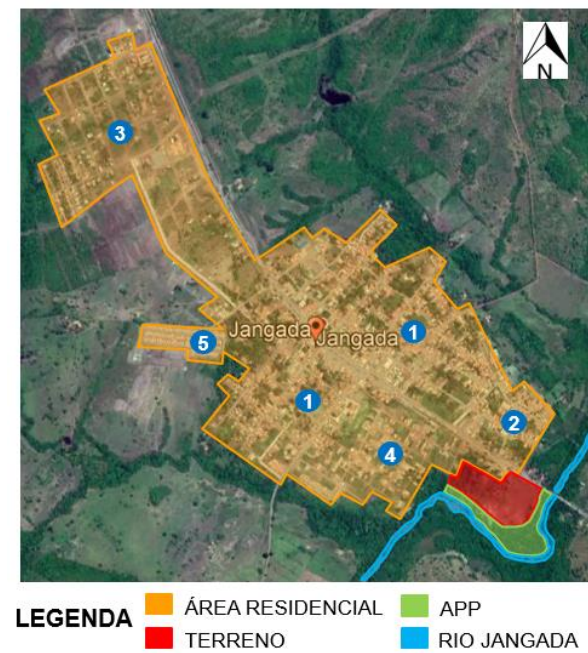 N
3
1
Jangada
Jangada
5
1
2
4
LEGENDA
ÁREA RESIDENCIAL
APP
TERRENO
RIO JANGADA